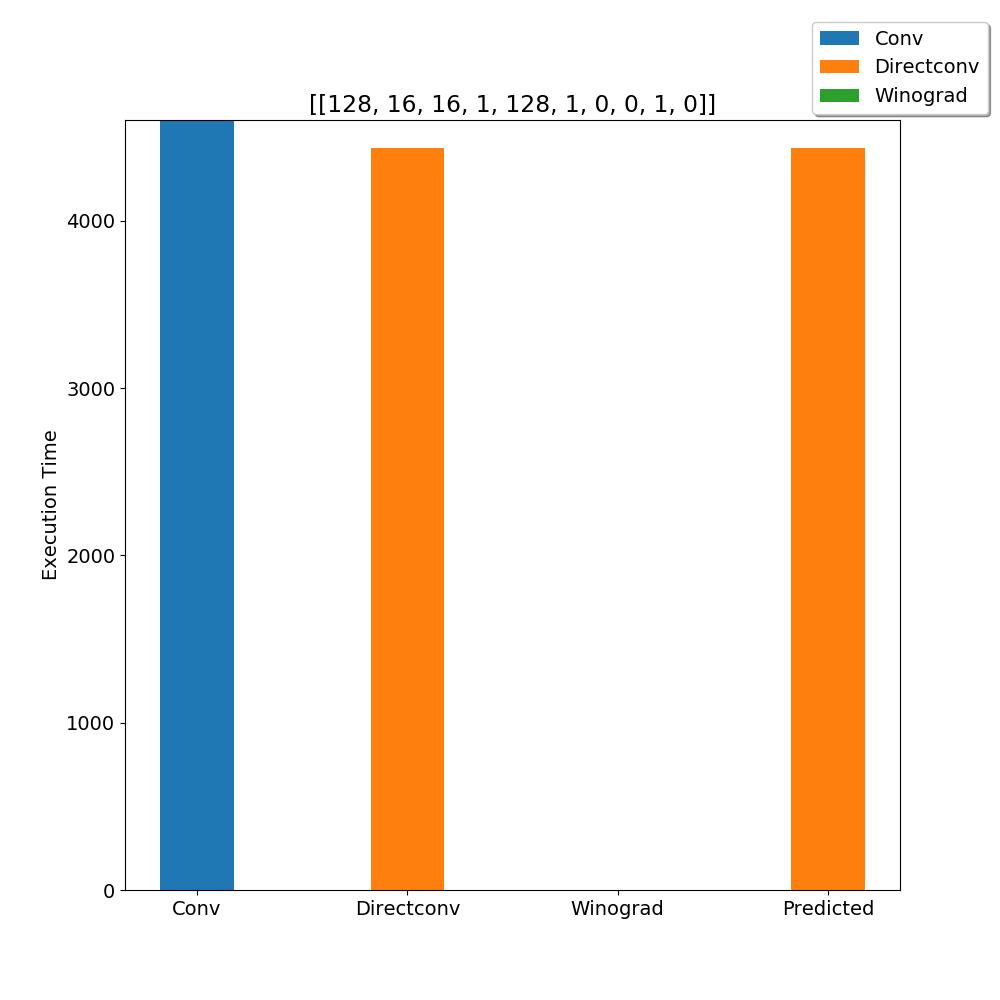 Conv
Directconv
Winograd
[[128, 16, 16, 1, 128, 1, 0, 0, 1, 0]]
Execution Time
4000
3000
2000
1000
0
Conv Directconv Winograd Predicted